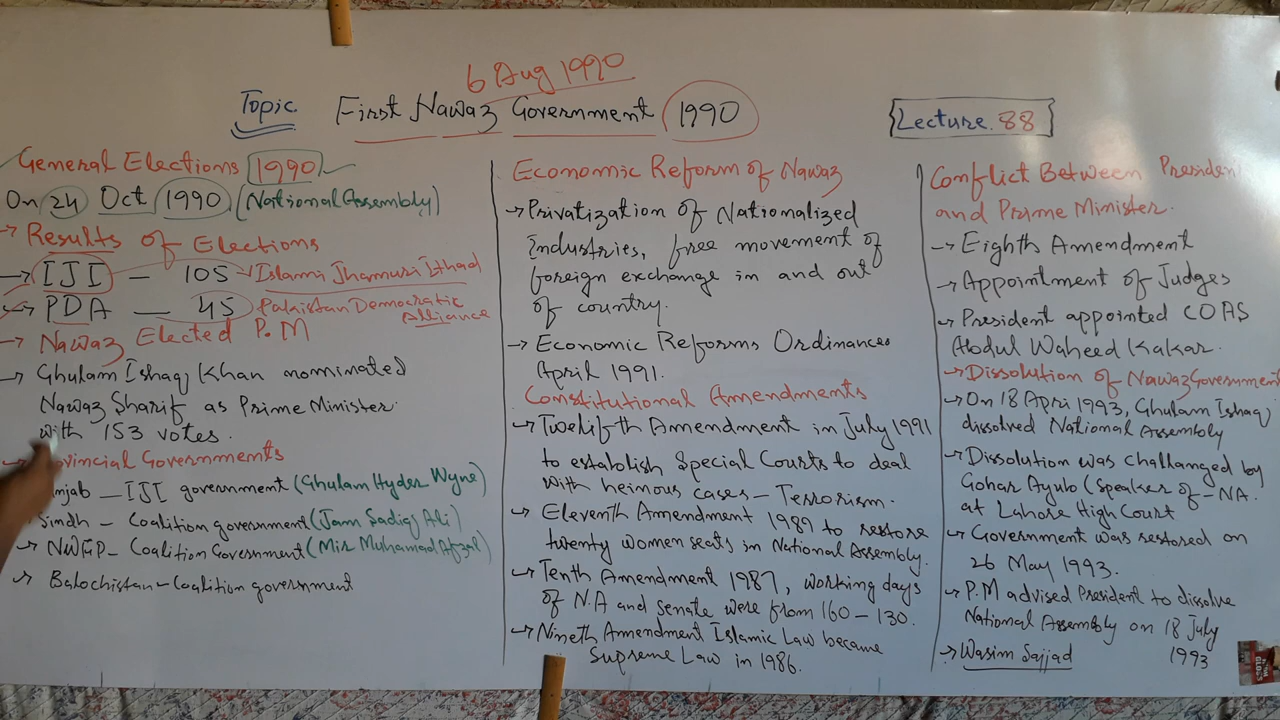 6 Aug 1990
Topic First Nawaz Government 1990
Lecture. 88
General Elections 1990
On 24 Oct 1990 (National Assembly)
→ Results of Elections
→ IJI — 105 Islami Jhamuri Ithad
→ PDA — 45 Pakistan Democratic Alliance
→ Nawaz Elected P.M
→ Ghulam Ishaq Khan nominated
Nawaz Sharif as Prime Minister
with 153 votes.
ovincial Governments
njab — IJI government (Ghulam Hyder Wyne)
Sindh – Coalition government (Jam Sadiq Ali)
→ NWFP – Coalition Government (Mir Muhamad Afzal)
→ Balochistan – Coalition government
Economic Reform of Nawaz
→ Privatization of Nationalized
Industries, free movement of
foreign exchange in and out
of country.
→ Economic Reforms Ordinances
April 1991.
Constitutional Amendments
→ Twelfth Amendment in July 1991
to establish Special Courts to deal
with heinous cases – Terrorism.
→ Eleventh Amendment 1989 to restore
twenty women seats in National Assembly.
→ Tenth Amendment 1987, working days
of N.A and Senate were from 160 – 130.
→ Nineth Amendment Islamic Law became
Supreme Law in 1986.
Conflict Between Presiden
and Prime Minister.
→ Eighth Amendment
→ Appointment of Judges
→ President appointed COAS
Abdul Waheed Kakar.
→ Dissolution of Nawaz Government
→ On 18 Apri 1993, Ghulam Ishaq
dissolved National Assembly
→ Dissolution was challanged by
Gohar Ayub (Speaker of – NA.
at Lahore High Court
→ Government was restored on
26 May 1993.
→ P.M advised President to dissolve
National Assembly on 18 July
1993
→ Wasim Sajjad